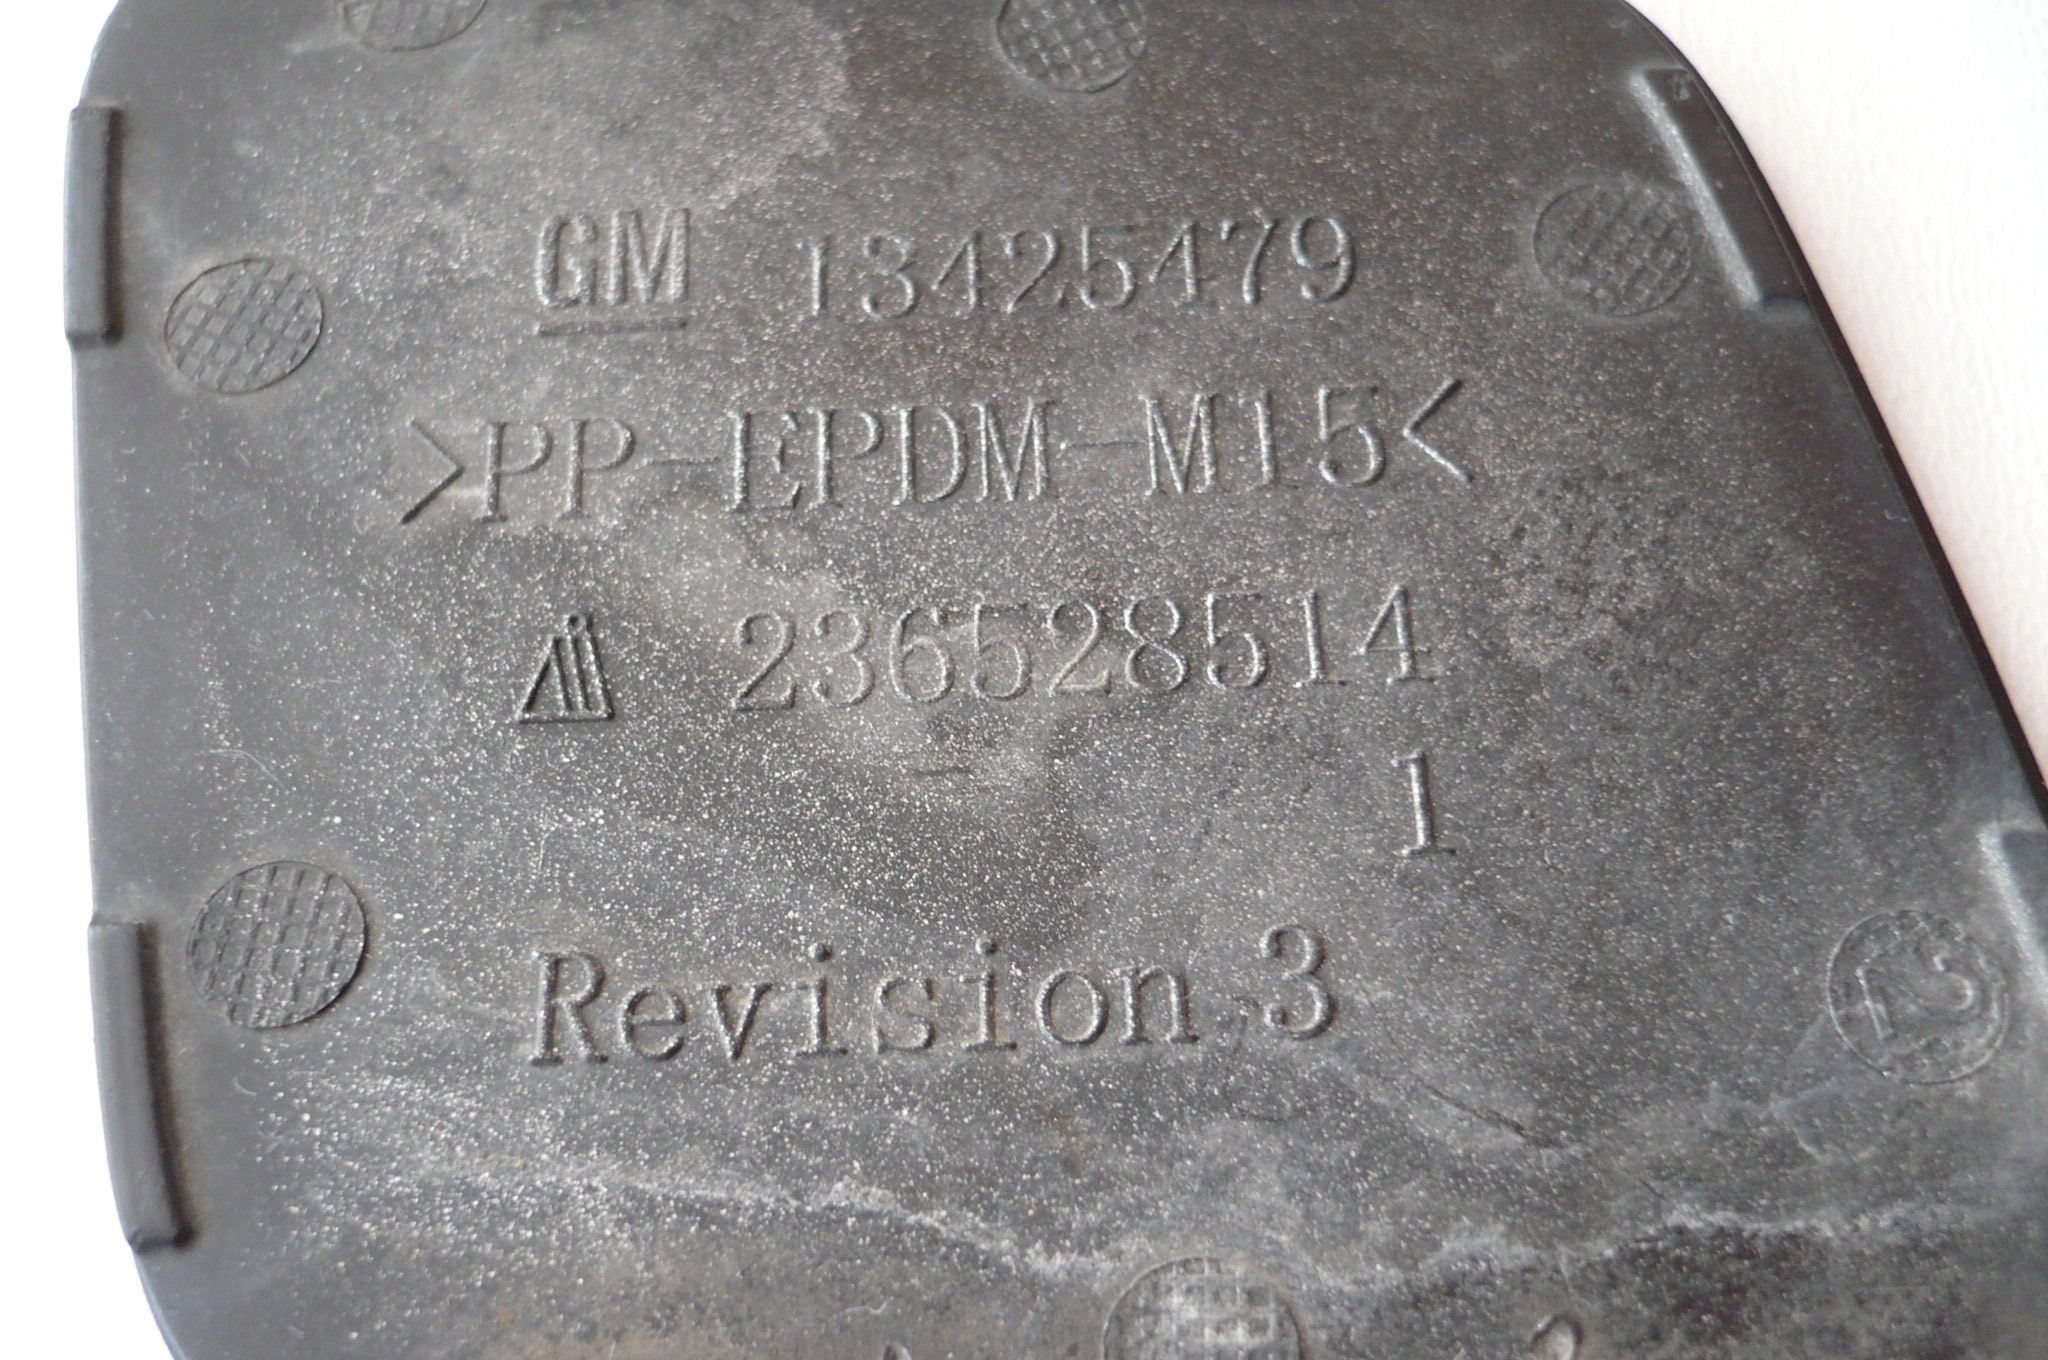 GM 13425479
>PP-EPDM-M15<
236528514
1
Revision 3